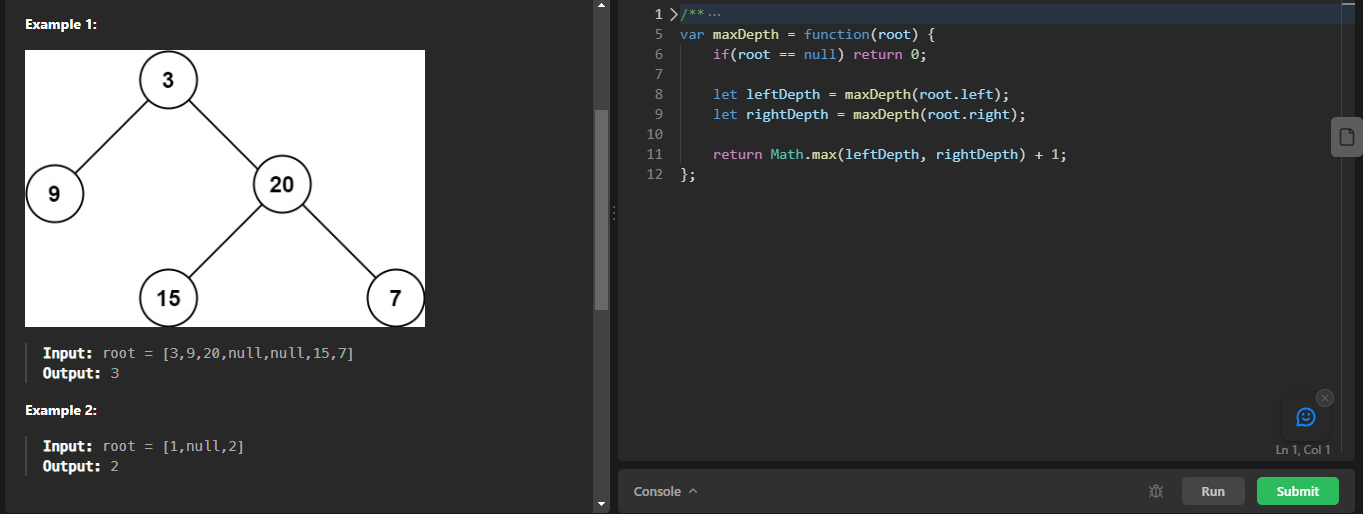 Example 1:
3
9
20
15
7
Input: root = [3,9,20,null,null,15,7]
Output: 3
Example 2:
Input: root = [1,null,2]
Output: 2
1 /** ...
5 var maxDepth = function(root) {
6 if(root == null) return 0;
7
8 let leftDepth = maxDepth(root.left);
9 let rightDepth = maxDepth(root.right);
10
11 return Math.max(leftDepth, rightDepth) + 1;
12 };
Ln 1, Col 1
Console
Run
Submit